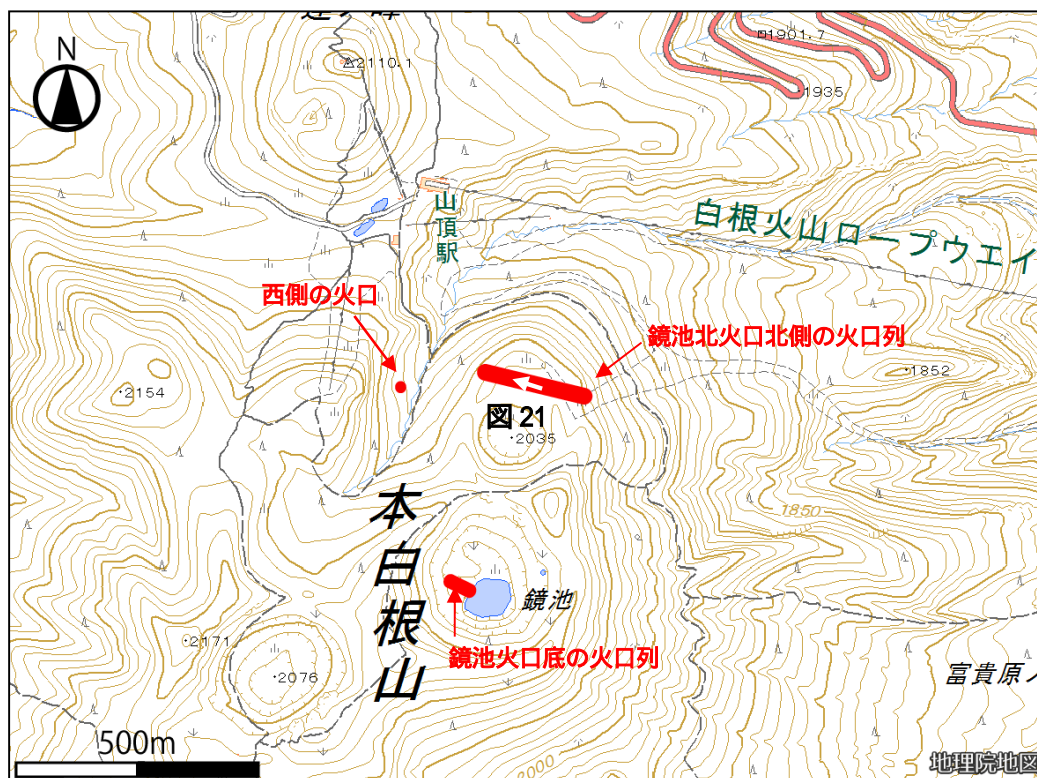 N
2110.1
1901.7
1935
山頂駅
白根火山ロープウエイ
西側の火口
鏡池北火口北側の火口列
1852
2154
図 21
2035
本白根山
1850
鏡池
2171
鏡池火口底の火口列
2076
富貴原ノ
500m
2000
地理院地図